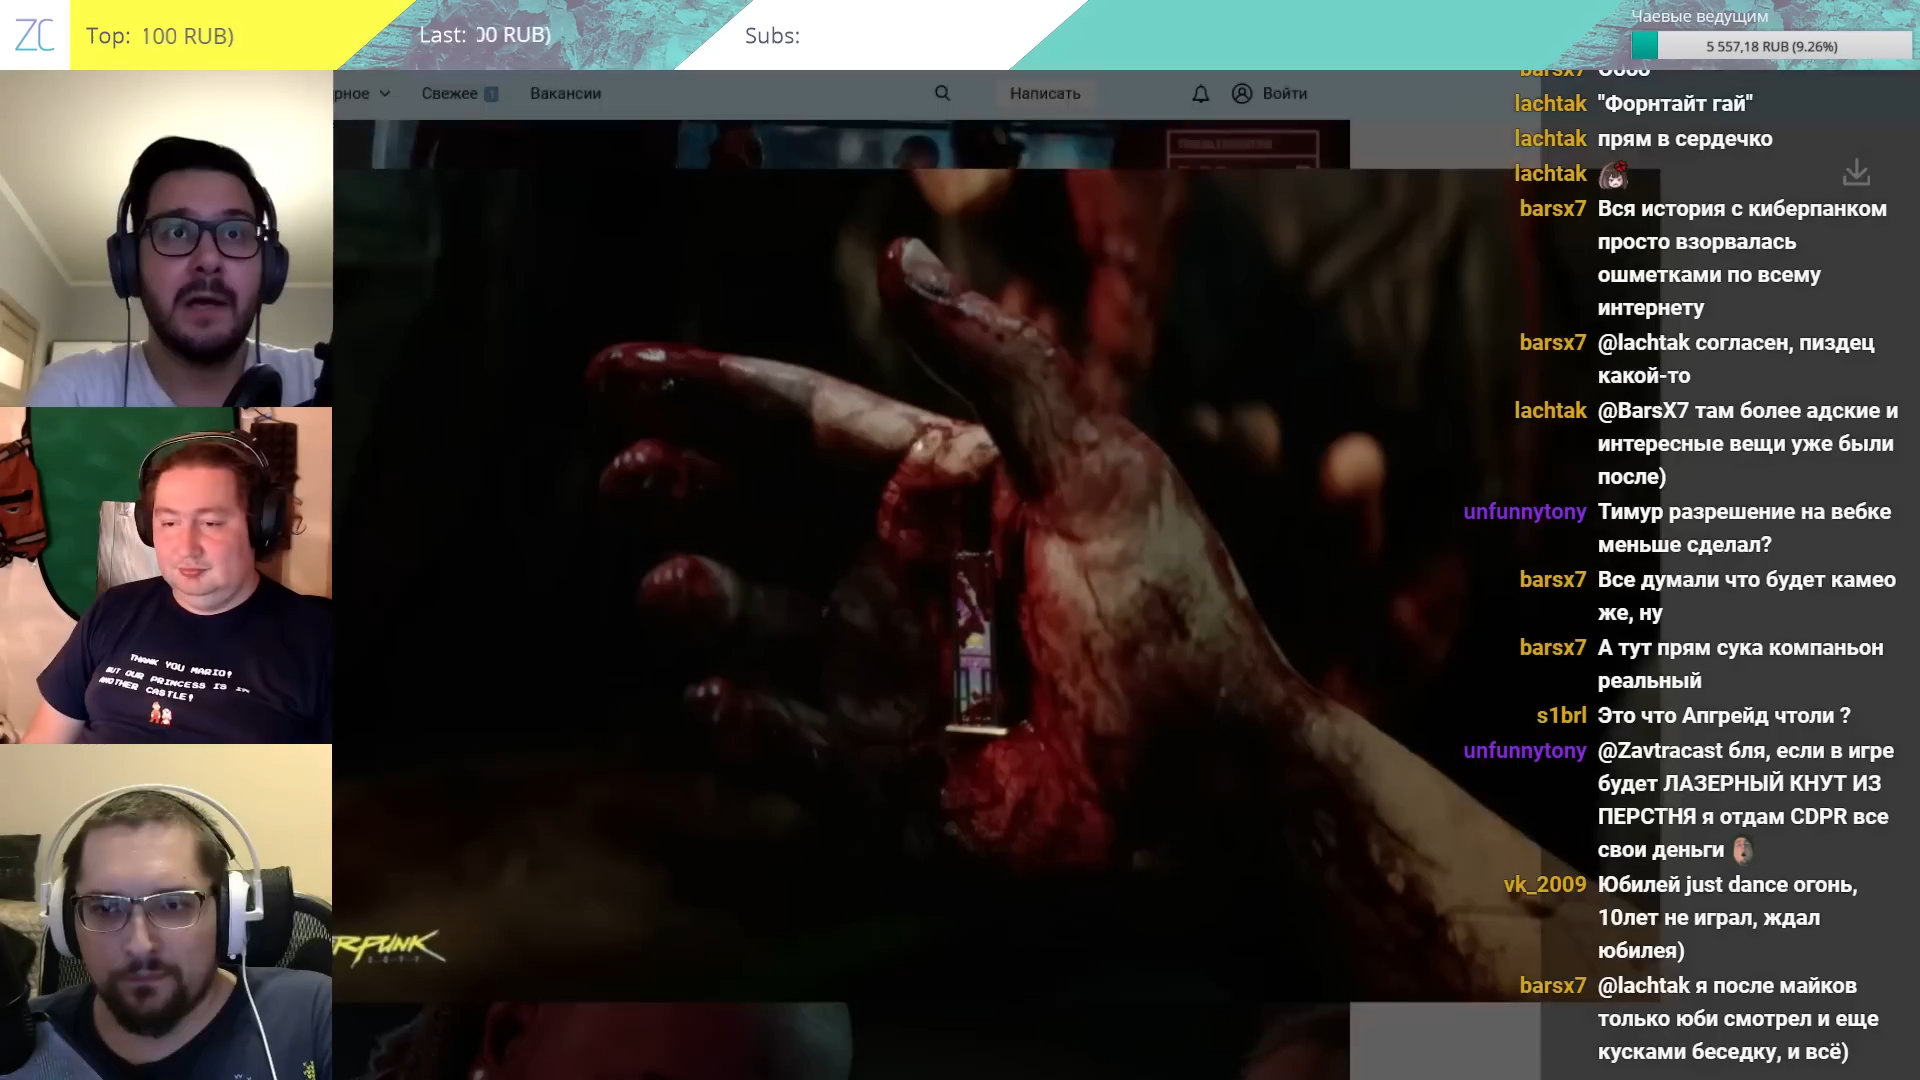 ZC
Top: 100 RUB)
Last: 00 RUB)
Subs:
Чаевые ведущим
5 557,18 RUB (9.26%)
рное
Свежее
Вакансии
Написать
Войти
barsx7
lachtak "Форнтайт гай"
lachtak прям в сердечко
lachtak
barsx7 Вся история с киберпанком
просто взорвалась
ошметками по всему
интернету
barsx7 @lachtak согласен, пиздец
какой-то
lachtak @BarsX7 там более адские и
интересные вещи уже были
после)
unfunnytony Тимур разрешение на вебке
меньше сделал?
barsx7 Все думали что будет камео
же, ну
barsx7 А тут прям сука компаньон
реальный
s1brl Это что Апгрейд чтоли ?
unfunnytony @Zavtracast бля, если в игре
будет ЛАЗЕРНЫЙ КНУТ ИЗ
ПЕРСТНЯ я отдам CDPR все
свои деньги
vk_2009 Юбилей just dance огонь,
10лет не играл, ждал
юбилея)
barsx7 @lachtak я после майков
только юби смотрел и еще
кусками беседку, и всё)
THANK YOU MARIO!
BUT OUR PRINCESS IS IN
ANOTHER CASTLE!
RPUNK
2077